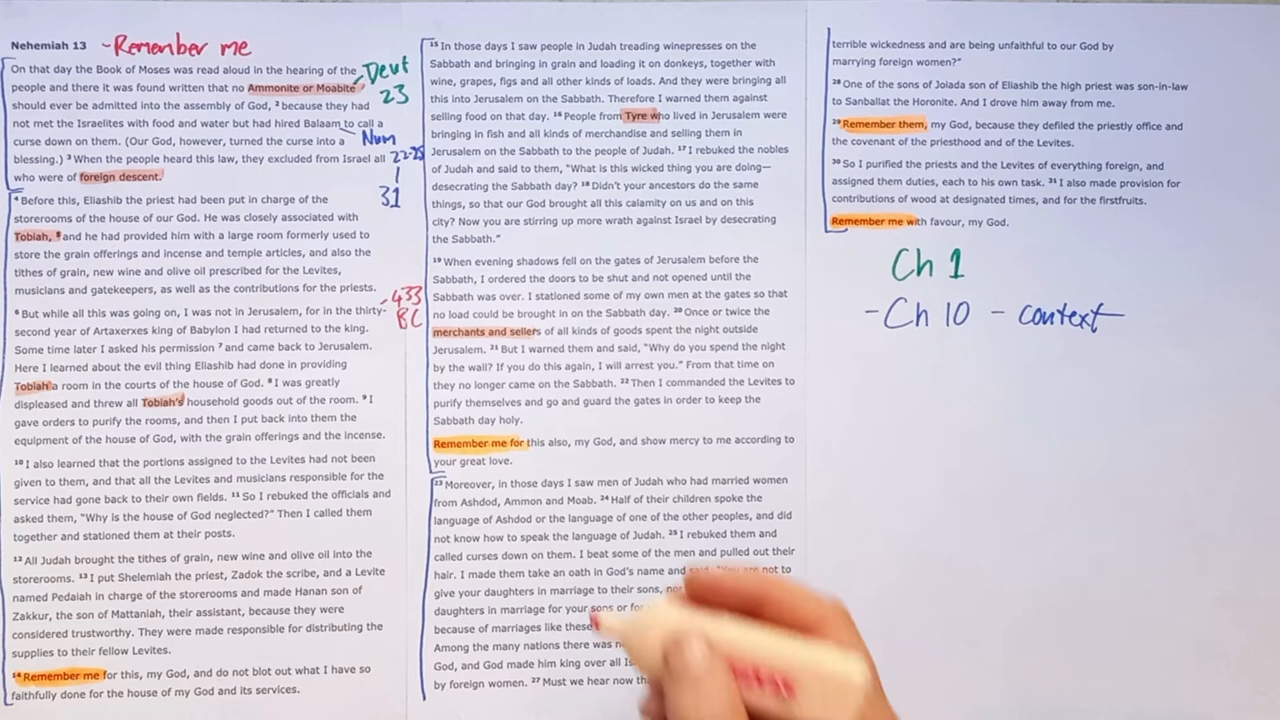 Nehemiah 13 - Remember me
On that day the Book of Moses was read aloud in the hearing of the
people and there it was found written that no Ammonite or Moabite
should ever be admitted into the assembly of God, ² because they had
not met the Israelites with food and water but had hired Balaam to call a
curse down on them. (Our God, however, turned the curse into a
blessing.) ³ When the people heard this law, they excluded from Israel all
who were of foreign descent.
Deut
23
Num
22-25
31
⁴ Before this, Eliashib the priest had been put in charge of the
storerooms of the house of our God. He was closely associated with
Tobiah, ⁵ and he had provided him with a large room formerly used to
store the grain offerings and incense and temple articles, and also the
tithes of grain, new wine and olive oil prescribed for the Levites,
musicians and gatekeepers, as well as the contributions for the priests.
⁶ But while all this was going on, I was not in Jerusalem, for in the thirty-
second year of Artaxerxes king of Babylon I had returned to the king.
Some time later I asked his permission ⁷ and came back to Jerusalem.
Here I learned about the evil thing Eliashib had done in providing
Tobiah a room in the courts of the house of God. ⁸ I was greatly
displeased and threw all Tobiah's household goods out of the room. ⁹ I
gave orders to purify the rooms, and then I put back into them the
equipment of the house of God, with the grain offerings and the incense.
-433
BC
¹⁰ I also learned that the portions assigned to the Levites had not been
given to them, and that all the Levites and musicians responsible for the
service had gone back to their own fields. ¹¹ So I rebuked the officials and
asked them, "Why is the house of God neglected?" Then I called them
together and stationed them at their posts.
¹² All Judah brought the tithes of grain, new wine and olive oil into the
storerooms. ¹³ I put Shelemiah the priest, Zadok the scribe, and a Levite
named Pedaiah in charge of the storerooms and made Hanan son of
Zakkur, the son of Mattaniah, their assistant, because they were
considered trustworthy. They were made responsible for distributing the
supplies to their fellow Levites.
¹⁴ Remember me for this, my God, and do not blot out what I have so
faithfully done for the house of my God and its services.
¹⁵ In those days I saw people in Judah treading winepresses on the
Sabbath and bringing in grain and loading it on donkeys, together with
wine, grapes, figs and all other kinds of loads. And they were bringing all
this into Jerusalem on the Sabbath. Therefore I warned them against
selling food on that day. ¹⁶ People from Tyre who lived in Jerusalem were
bringing in fish and all kinds of merchandise and selling them in
Jerusalem on the Sabbath to the people of Judah. ¹⁷ I rebuked the nobles
of Judah and said to them, "What is this wicked thing you are doing—
desecrating the Sabbath day? ¹⁸ Didn't your ancestors do the same
things, so that our God brought all this calamity on us and on this
city? Now you are stirring up more wrath against Israel by desecrating
the Sabbath."
¹⁹ When evening shadows fell on the gates of Jerusalem before the
Sabbath, I ordered the doors to be shut and not opened until the
Sabbath was over. I stationed some of my own men at the gates so that
no load could be brought in on the Sabbath day. ²⁰ Once or twice the
merchants and sellers of all kinds of goods spent the night outside
Jerusalem. ²¹ But I warned them and said, "Why do you spend the night
by the wall? If you do this again, I will arrest you." From that time on
they no longer came on the Sabbath. ²² Then I commanded the Levites to
purify themselves and go and guard the gates in order to keep the
Sabbath day holy.
Remember me for this also, my God, and show mercy to me according to
your great love.
²³ Moreover, in those days I saw men of Judah who had married women
from Ashdod, Ammon and Moab. ²⁴ Half of their children spoke the
language of Ashdod or the language of one of the other peoples, and did
not know how to speak the language of Judah. ²⁵ I rebuked them and
called curses down on them. I beat some of the men and pulled out their
hair. I made them take an oath in God's name and said: "You are not to
give your daughters in marriage to their sons, nor
daughters in marriage for your sons or for
because of marriages like these
Among the many nations there was
God, and God made him king over all
by foreign women. ²⁷ Must we hear now
terrible wickedness and are being unfaithful to our God by
marrying foreign women?"
²⁸ One of the sons of Joiada son of Eliashib the high priest was son-in-law
to Sanballat the Horonite. And I drove him away from me.
²⁹ Remember them, my God, because they defiled the priestly office and
the covenant of the priesthood and of the Levites.
³⁰ So I purified the priests and the Levites of everything foreign, and
assigned them duties, each to his own task. ³¹ I also made provision for
contributions of wood at designated times, and for the firstfruits.
Remember me with favour, my God.
Ch 1
- Ch 10 - context